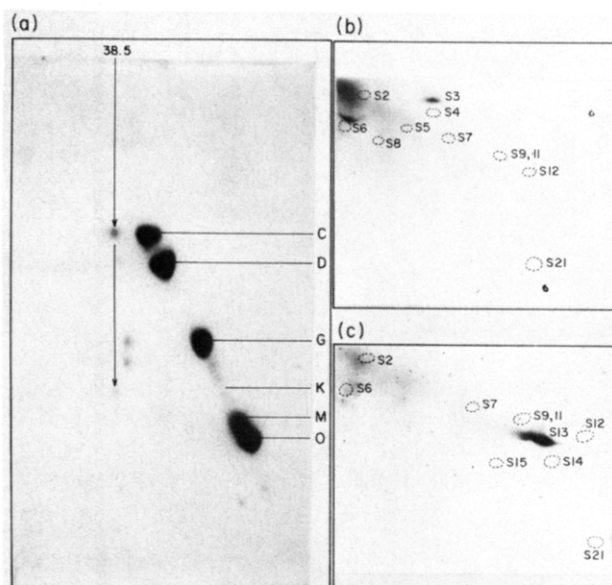 (a)
38.5
C
D
G
K
M
O
(b)
S2
S3
S4
S6
S5
S8
S7
S9,11
S12
S21
(c)
S2
S6
S7
S9,11
S12
S13
S15
S14
S21